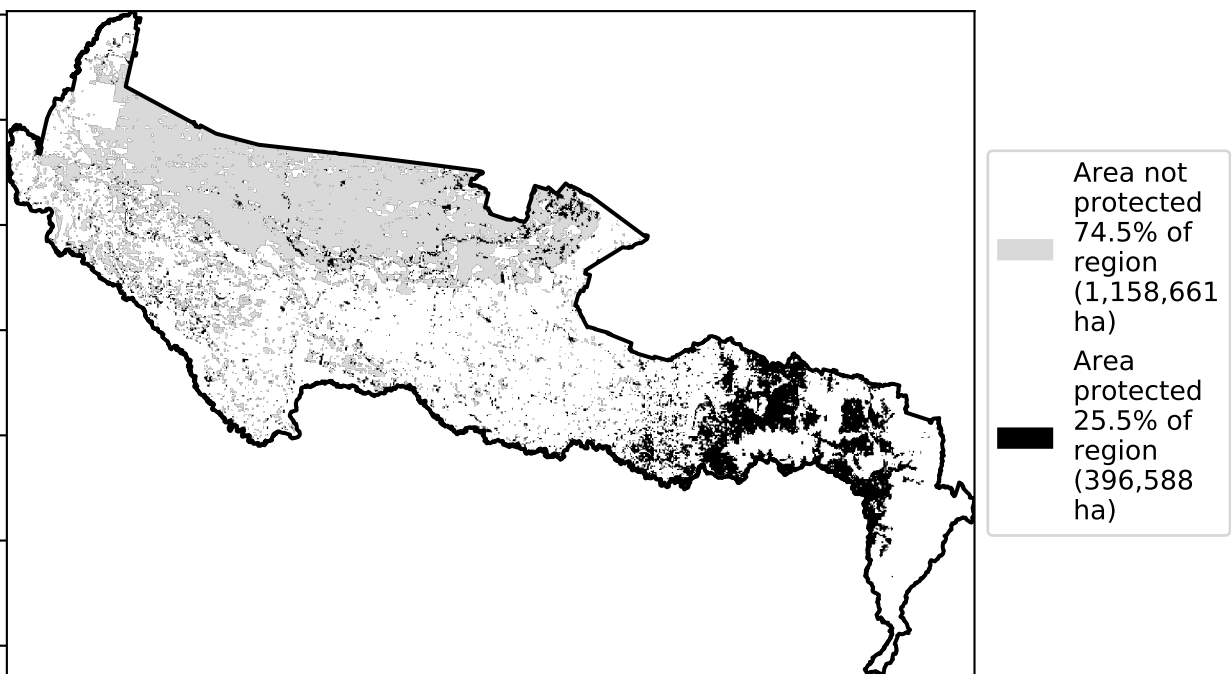 Area not
protected
74.5% of
region
(1,158,661
ha)
Area
protected
25.5% of
region
(396,588
ha)